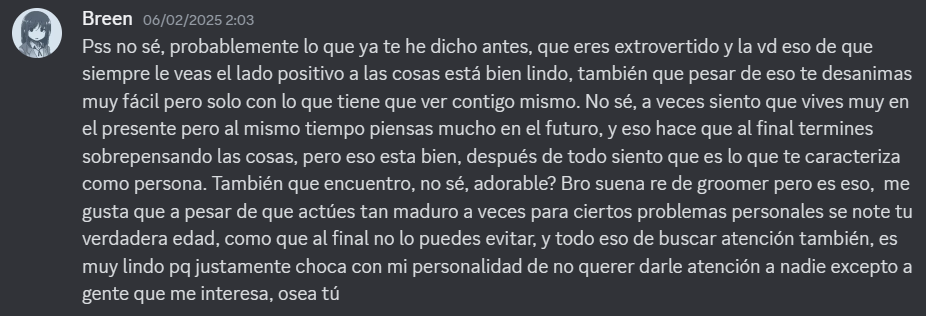 Breen 06/02/2025 2:03
Pss no sé, probablemente lo que ya te he dicho antes, que eres extrovertido y la vd eso de que
siempre le veas el lado positivo a las cosas está bien lindo, también que pesar de eso te desanimas
muy fácil pero solo con lo que tiene que ver contigo mismo. No sé, a veces siento que vives muy en
el presente pero al mismo tiempo piensas mucho en el futuro, y eso hace que al final termines
sobrepensando las cosas, pero eso esta bien, después de todo siento que es lo que te caracteriza
como persona. También que encuentro, no sé, adorable? Bro suena re de groomer pero es eso,  me
gusta que a pesar de que actúes tan maduro a veces para ciertos problemas personales se note tu
verdadera edad, como que al final no lo puedes evitar, y todo eso de buscar atención también, es
muy lindo pq justamente choca con mi personalidad de no querer darle atención a nadie excepto a
gente que me interesa, osea tú